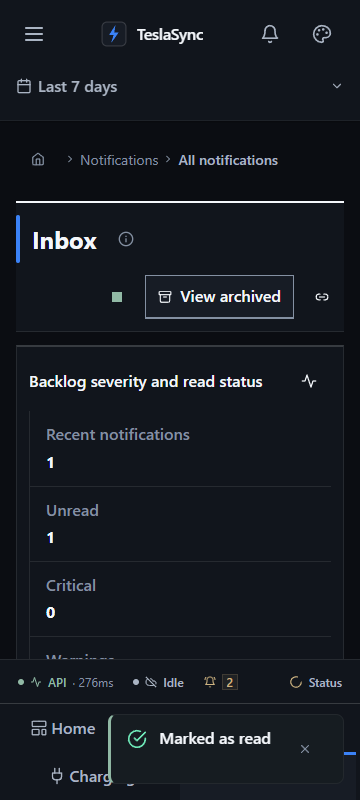 TeslaSync
Last 7 days
Notifications
All notifications
Inbox
View archived
Backlog severity and read status
Recent notifications
1
Unread
1
Critical
0
Warnings
API · 276ms
Idle
2
Status
Home
Marked as read